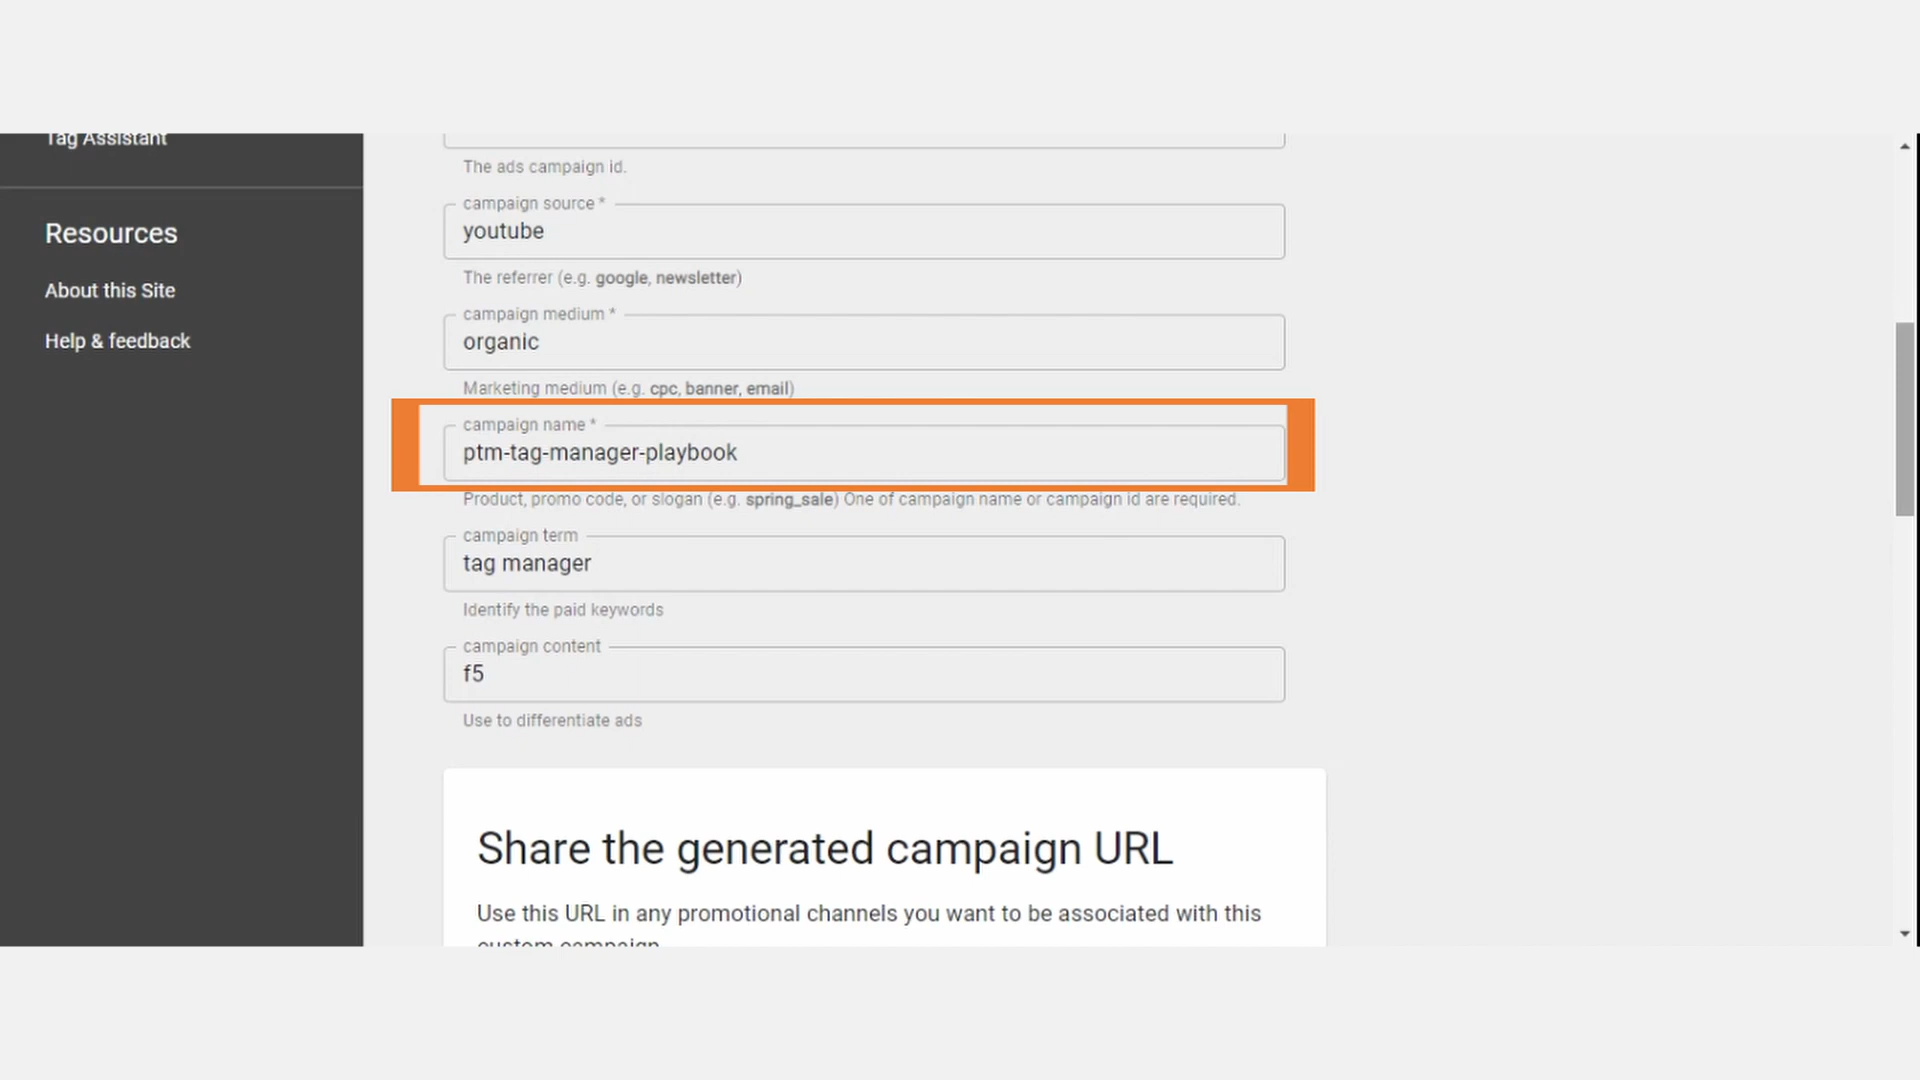 Tag Assistant
Resources
About this Site
Help & feedback
The ads campaign id.
campaign source *
youtube
The referrer (e.g. google, newsletter)
campaign medium *
organic
Marketing medium (e.g. cpc, banner, email)
campaign name *
ptm-tag-manager-playbook
Product, promo code, or slogan (e.g. spring_sale) One of campaign name or campaign id are required.
campaign term
tag manager
Identify the paid keywords
campaign content
f5
Use to differentiate ads
Share the generated campaign URL
Use this URL in any promotional channels you want to be associated with this
custom campaign